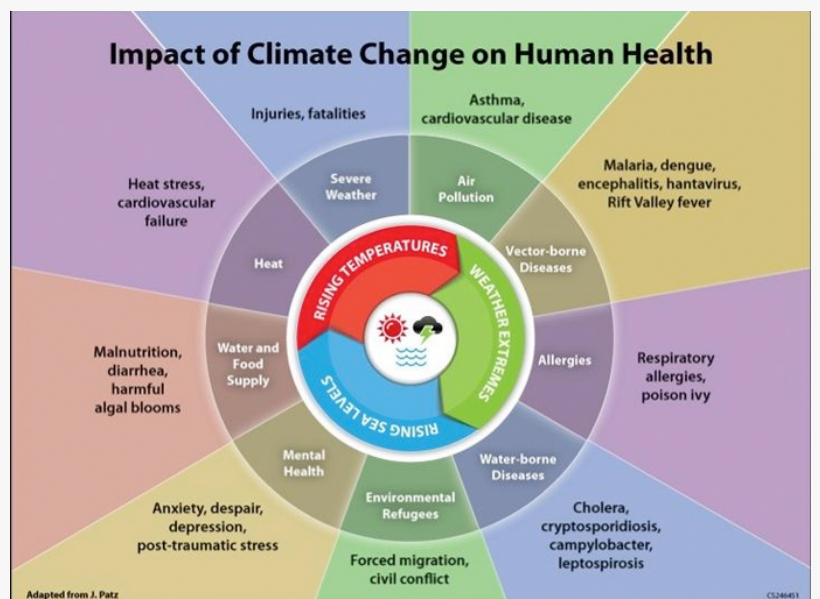 Impact of Climate Change on Human Health
Injuries, fatalities
Asthma,
cardiovascular disease
Malaria, dengue,
encephalitis, hantavirus,
Rift Valley fever
Respiratory
allergies,
poison ivy
Cholera,
cryptosporidiosis,
campylobacter,
leptospirosis
Forced migration,
civil conflict
Anxiety, despair,
depression,
post-traumatic stress
Malnutrition,
diarrhea,
harmful
algal blooms
Heat stress,
cardiovascular
failure
Severe
Weather
Air
Pollution
Vector-borne
Diseases
Allergies
Water-borne
Diseases
Environmental
Refugees
Mental
Health
Water and
Food
Supply
Heat
RISING TEMPERATURES
WEATHER EXTREMES
RISING SEA LEVELS
Adapted from J. Patz
CS246451